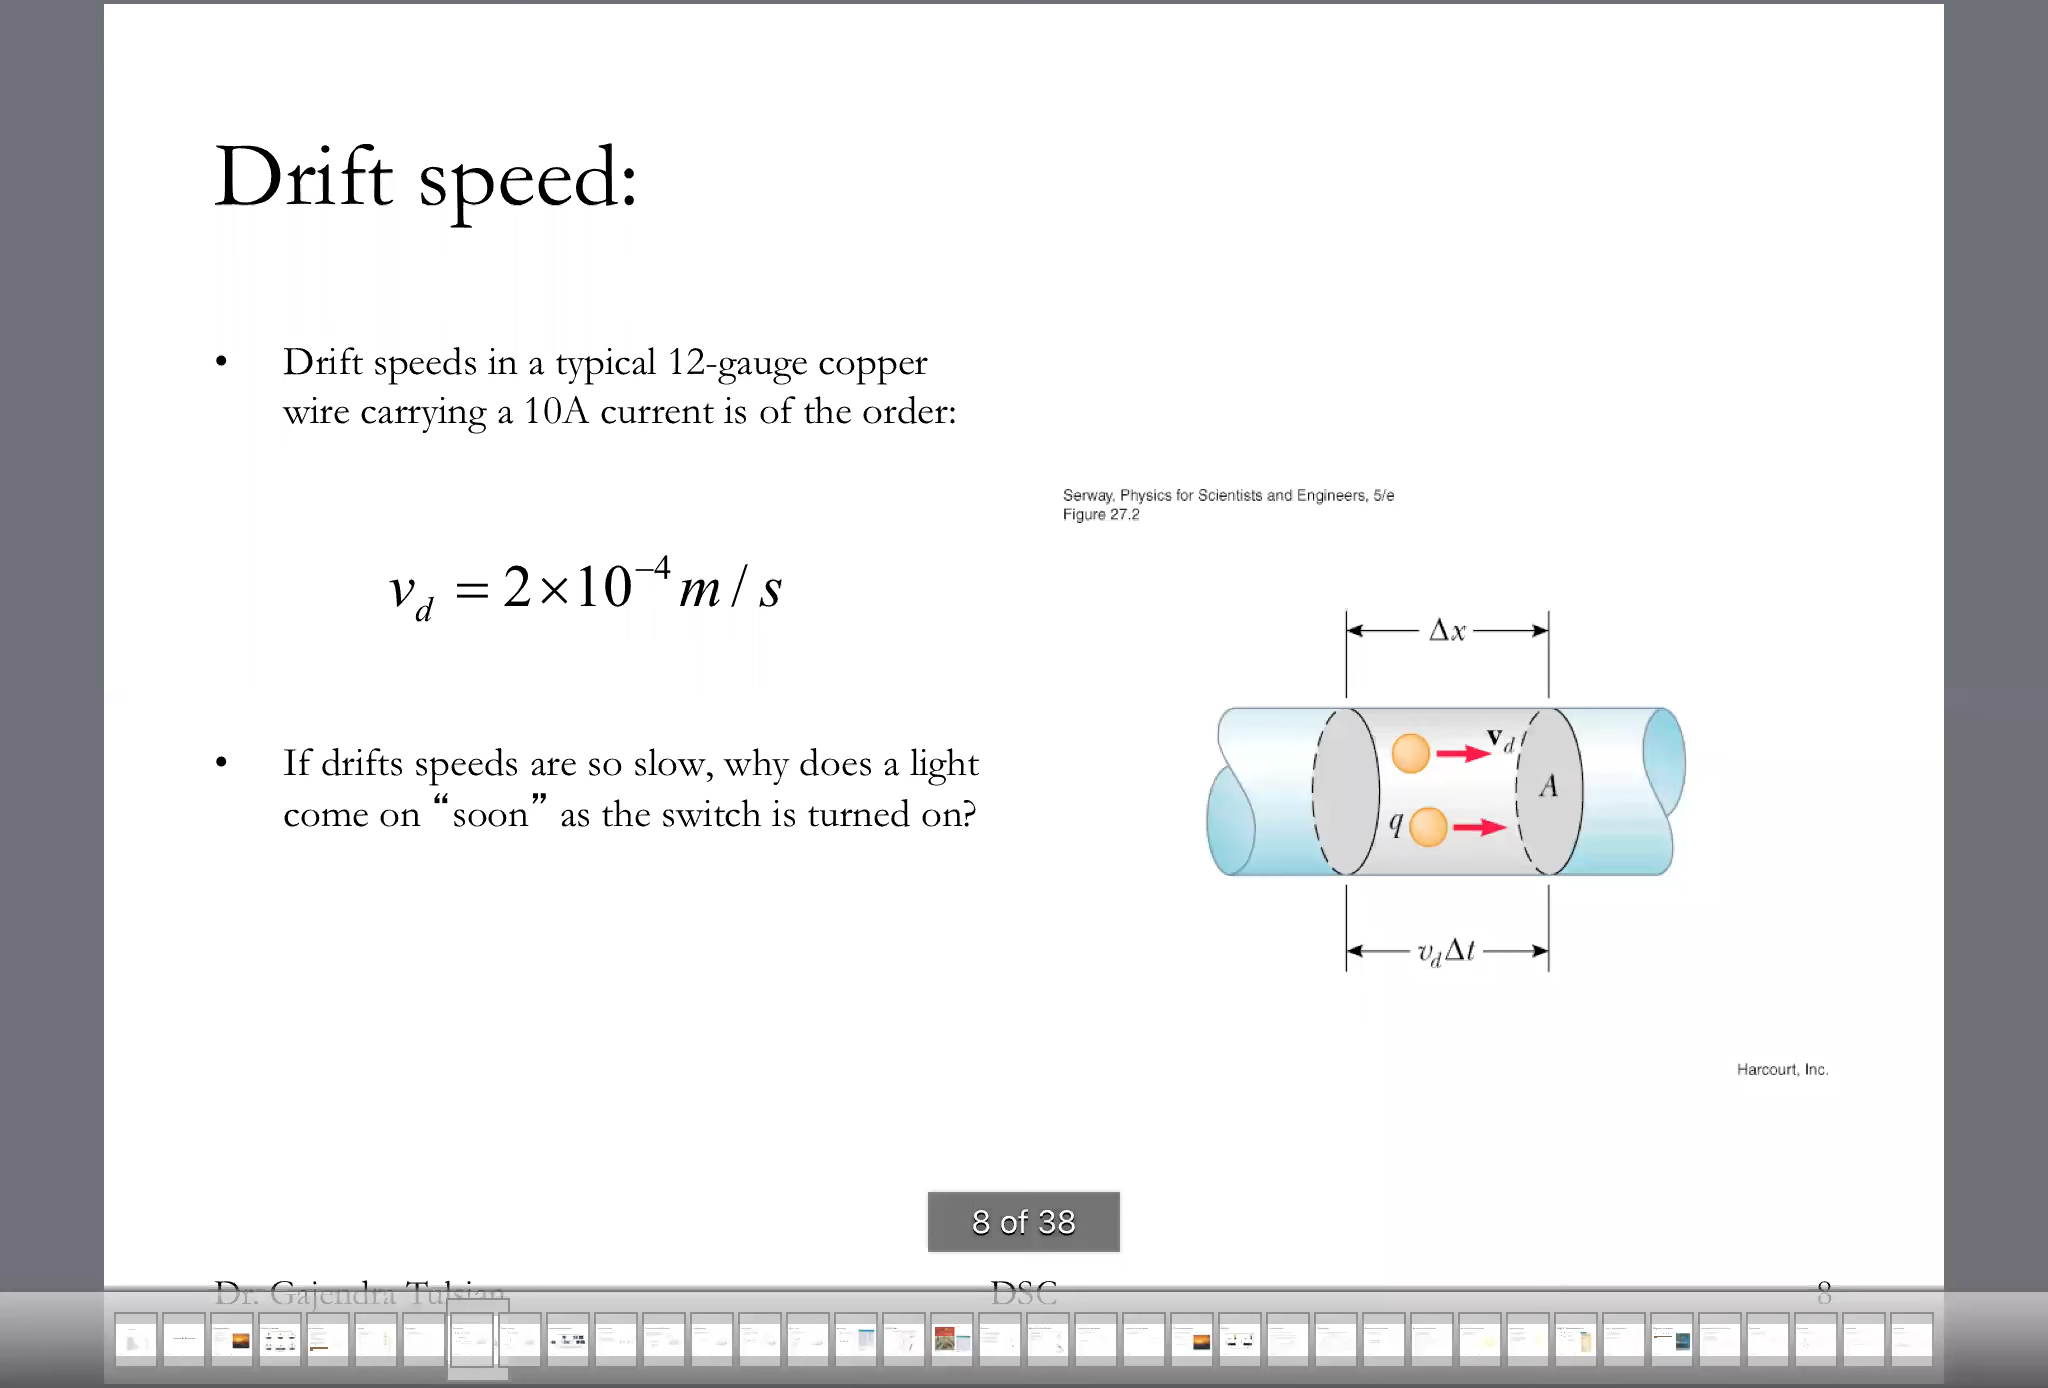 Drift speed:
• Drift speeds in a typical 12-gauge copper
wire carrying a 10A current is of the order:
v_d = 2×10⁻⁴ m / s
• If drifts speeds are so slow, why does a light
come on “soon” as the switch is turned on?
Serway, Physics for Scientists and Engineers, 5/e
Figure 27.2
Δx
v_d
A
q
v_dΔt
Harcourt, Inc.
8 of 38
Dr. Gajendra Tulsian
DSC
8